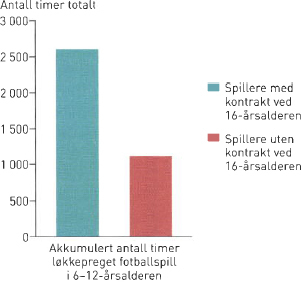 Antall timer totalt
3 000
2 500
2 000
1 500
1 000
500
0
Spillere med
kontrakt ved
16-årsalderen
Spillere uten
kontrakt ved
16-årsalderen
Akkumulert antall timer
løkkepreget fotballspill
i 6–12-årsalderen